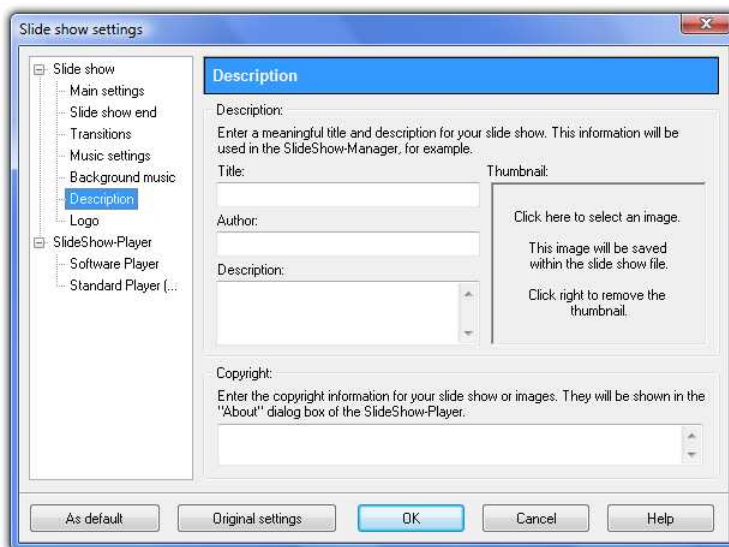 Slide show settings
Slide show
Main settings
Slide show end
Transitions
Music settings
Background music
Description
Logo
SlideShow-Player
Software Player
Standard Player (...
Description
Description:
Enter a meaningful title and description for your slide show. This information will be
used in the SlideShow-Manager, for example.
Title:
Thumbnail:
Author:
Description:
Click here to select an image.
This image will be saved
within the slide show file.
Click right to remove the
thumbnail.
Copyright:
Enter the copyright information for your slide show or images. They will be shown in the
"About" dialog box of the SlideShow-Player.
As default
Original settings
OK
Cancel
Help